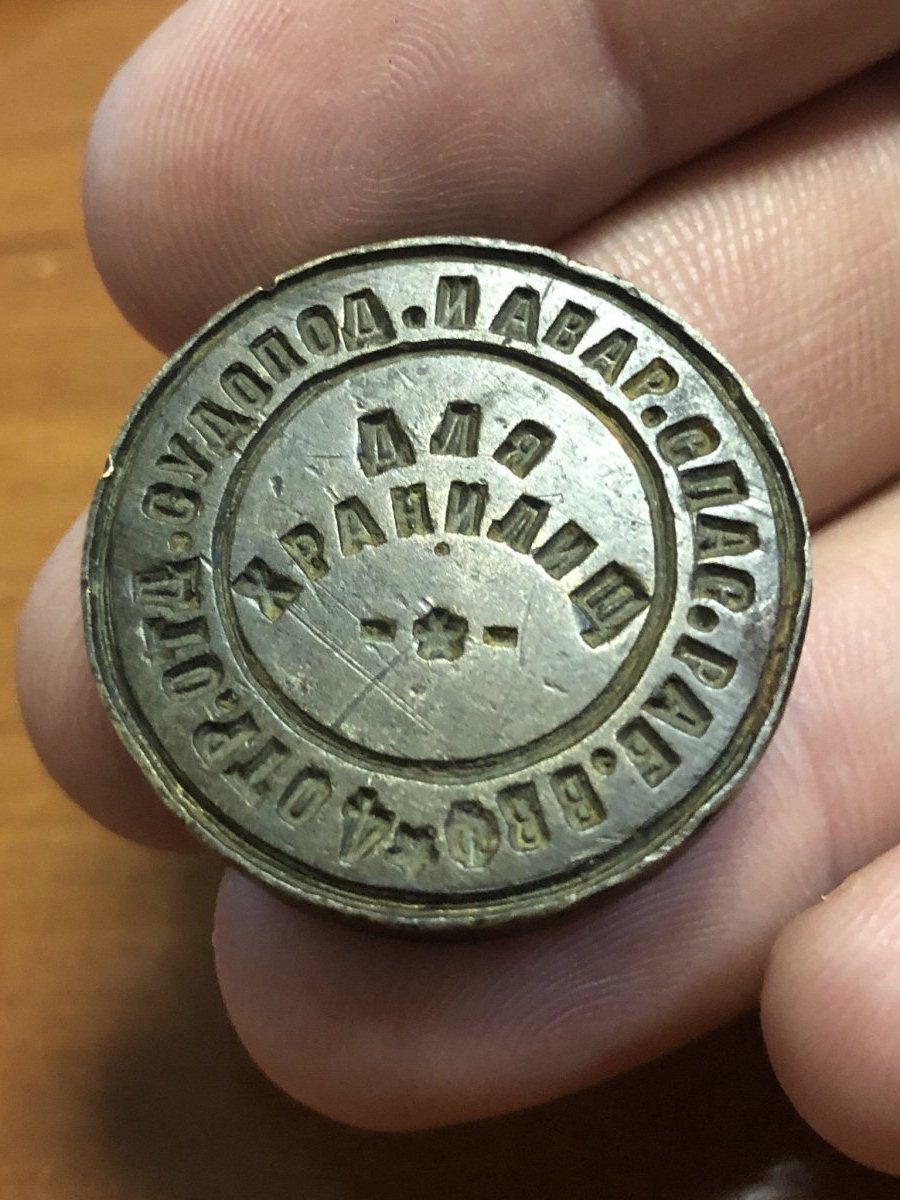 4 ОТР. ОТД. СУДОПОД. И АВАР. СПАС. РАБ. ВВФ
ДЛЯ
ХРАНИЛИЩ